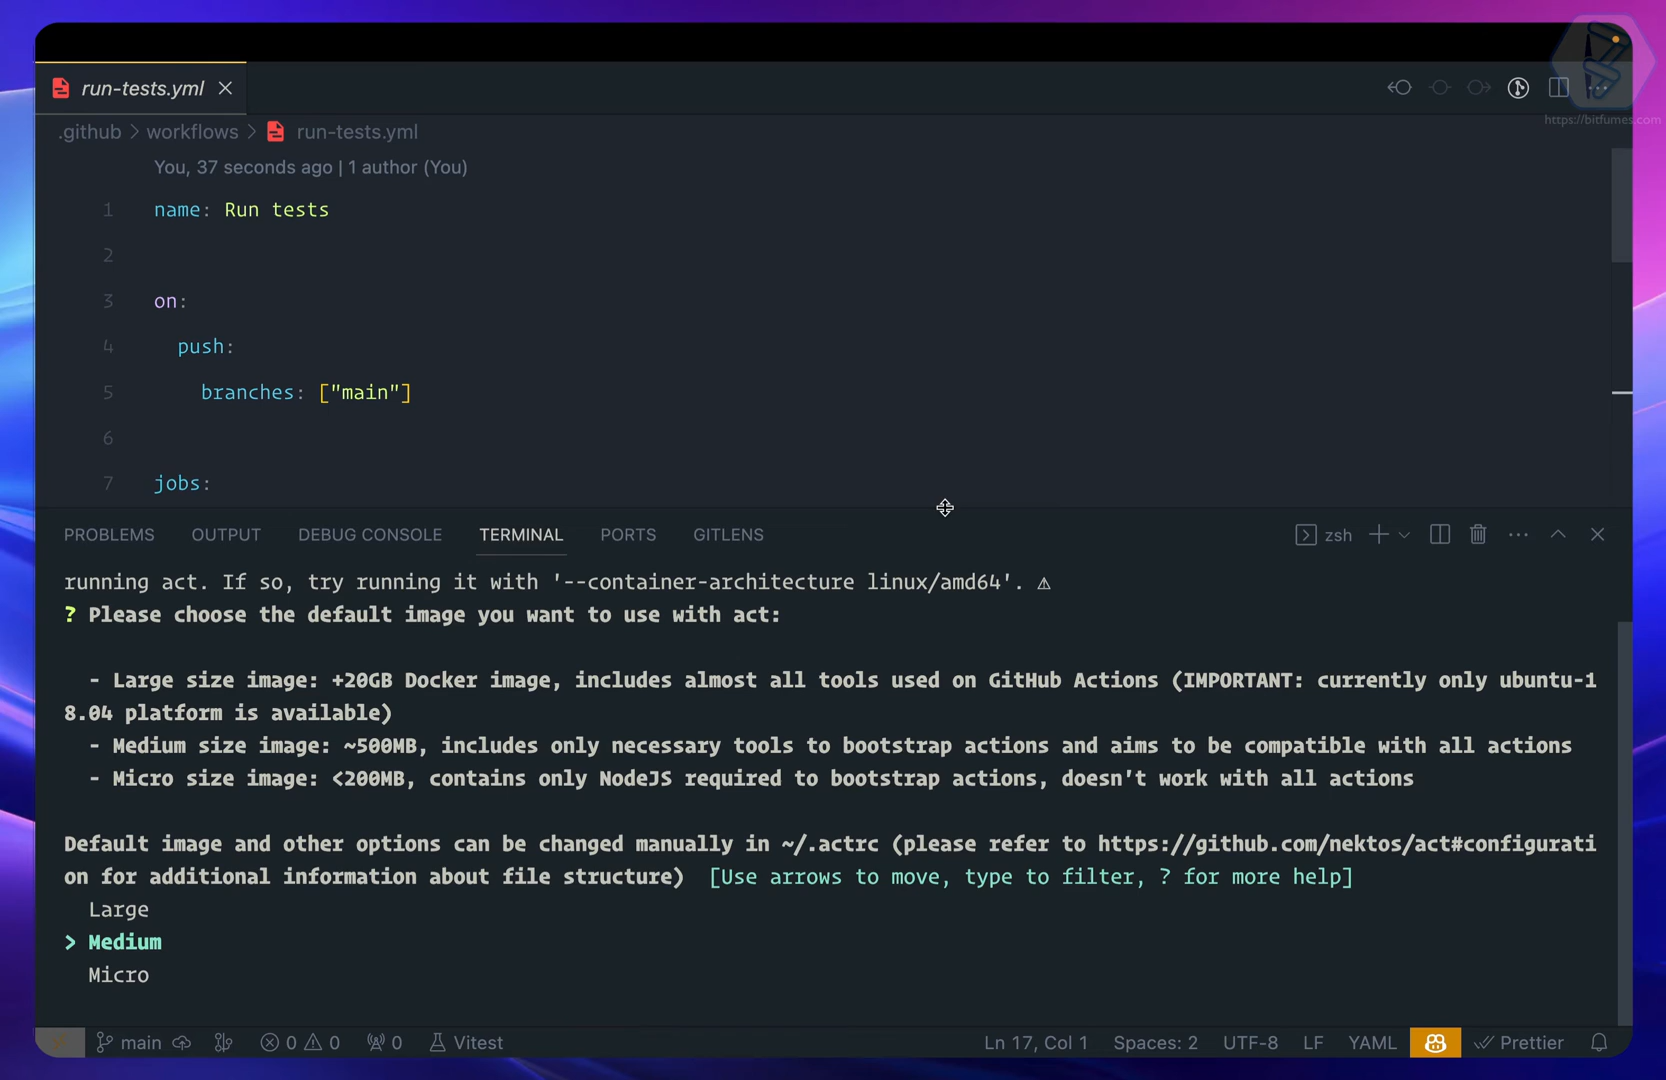 run-tests.yml
https://bitfumes.com
.github > workflows > run-tests.yml
You, 37 seconds ago | 1 author (You)
1 name: Run tests
2
3 on:
4 push:
5 branches: ["main"]
6
7 jobs:
PROBLEMS OUTPUT DEBUG CONSOLE TERMINAL PORTS GITLENS zsh
running act. If so, try running it with '--container-architecture linux/amd64'. ⚠
? Please choose the default image you want to use with act:
- Large size image: +20GB Docker image, includes almost all tools used on GitHub Actions (IMPORTANT: currently only ubuntu-1
8.04 platform is available)
- Medium size image: ~500MB, includes only necessary tools to bootstrap actions and aims to be compatible with all actions
- Micro size image: <200MB, contains only NodeJS required to bootstrap actions, doesn't work with all actions
Default image and other options can be changed manually in ~/.actrc (please refer to https://github.com/nektos/act#configurati
on for additional information about file structure) [Use arrows to move, type to filter, ? for more help]
Large
> Medium
Micro
main 0 0 0 Vitest Ln 17, Col 1 Spaces: 2 UTF-8 LF YAML Prettier